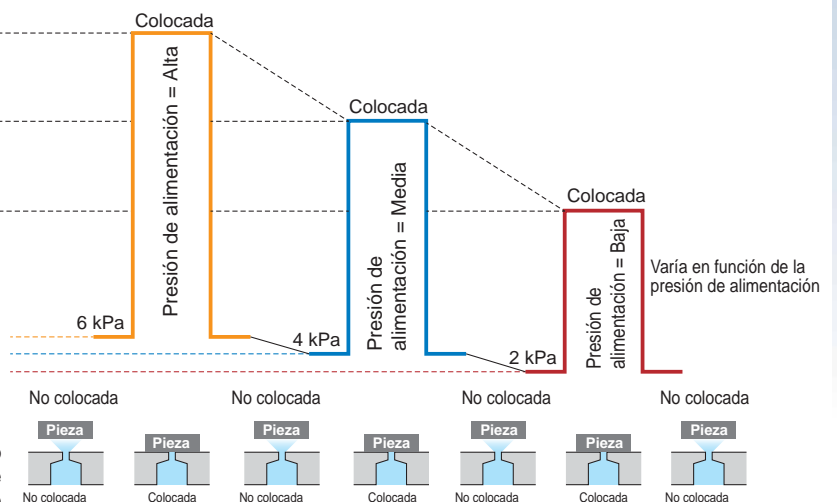 Colocada
Presión de alimentación = Alta
Colocada
Presión de
alimentación = Media
Colocada
Presión de
alimentación = Baja
Varía en función de la
presión de alimentación
6 kPa
4 kPa
2 kPa
No colocada
No colocada
No colocada
No colocada
Pieza
Pieza
Pieza
Pieza
Pieza
Pieza
Pieza
No colocada
Colocada
No colocada
Colocada
No colocada
Colocada
No colocada